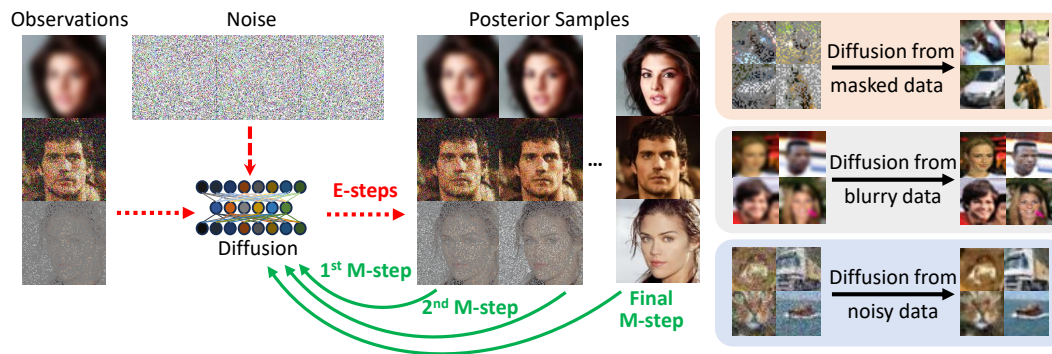 Observations
Noise
Posterior Samples
E-steps
...
Diffusion
1st M-step
2nd M-step
Final
M-step
Diffusion from
masked data
Diffusion from
blurry data
Diffusion from
noisy data